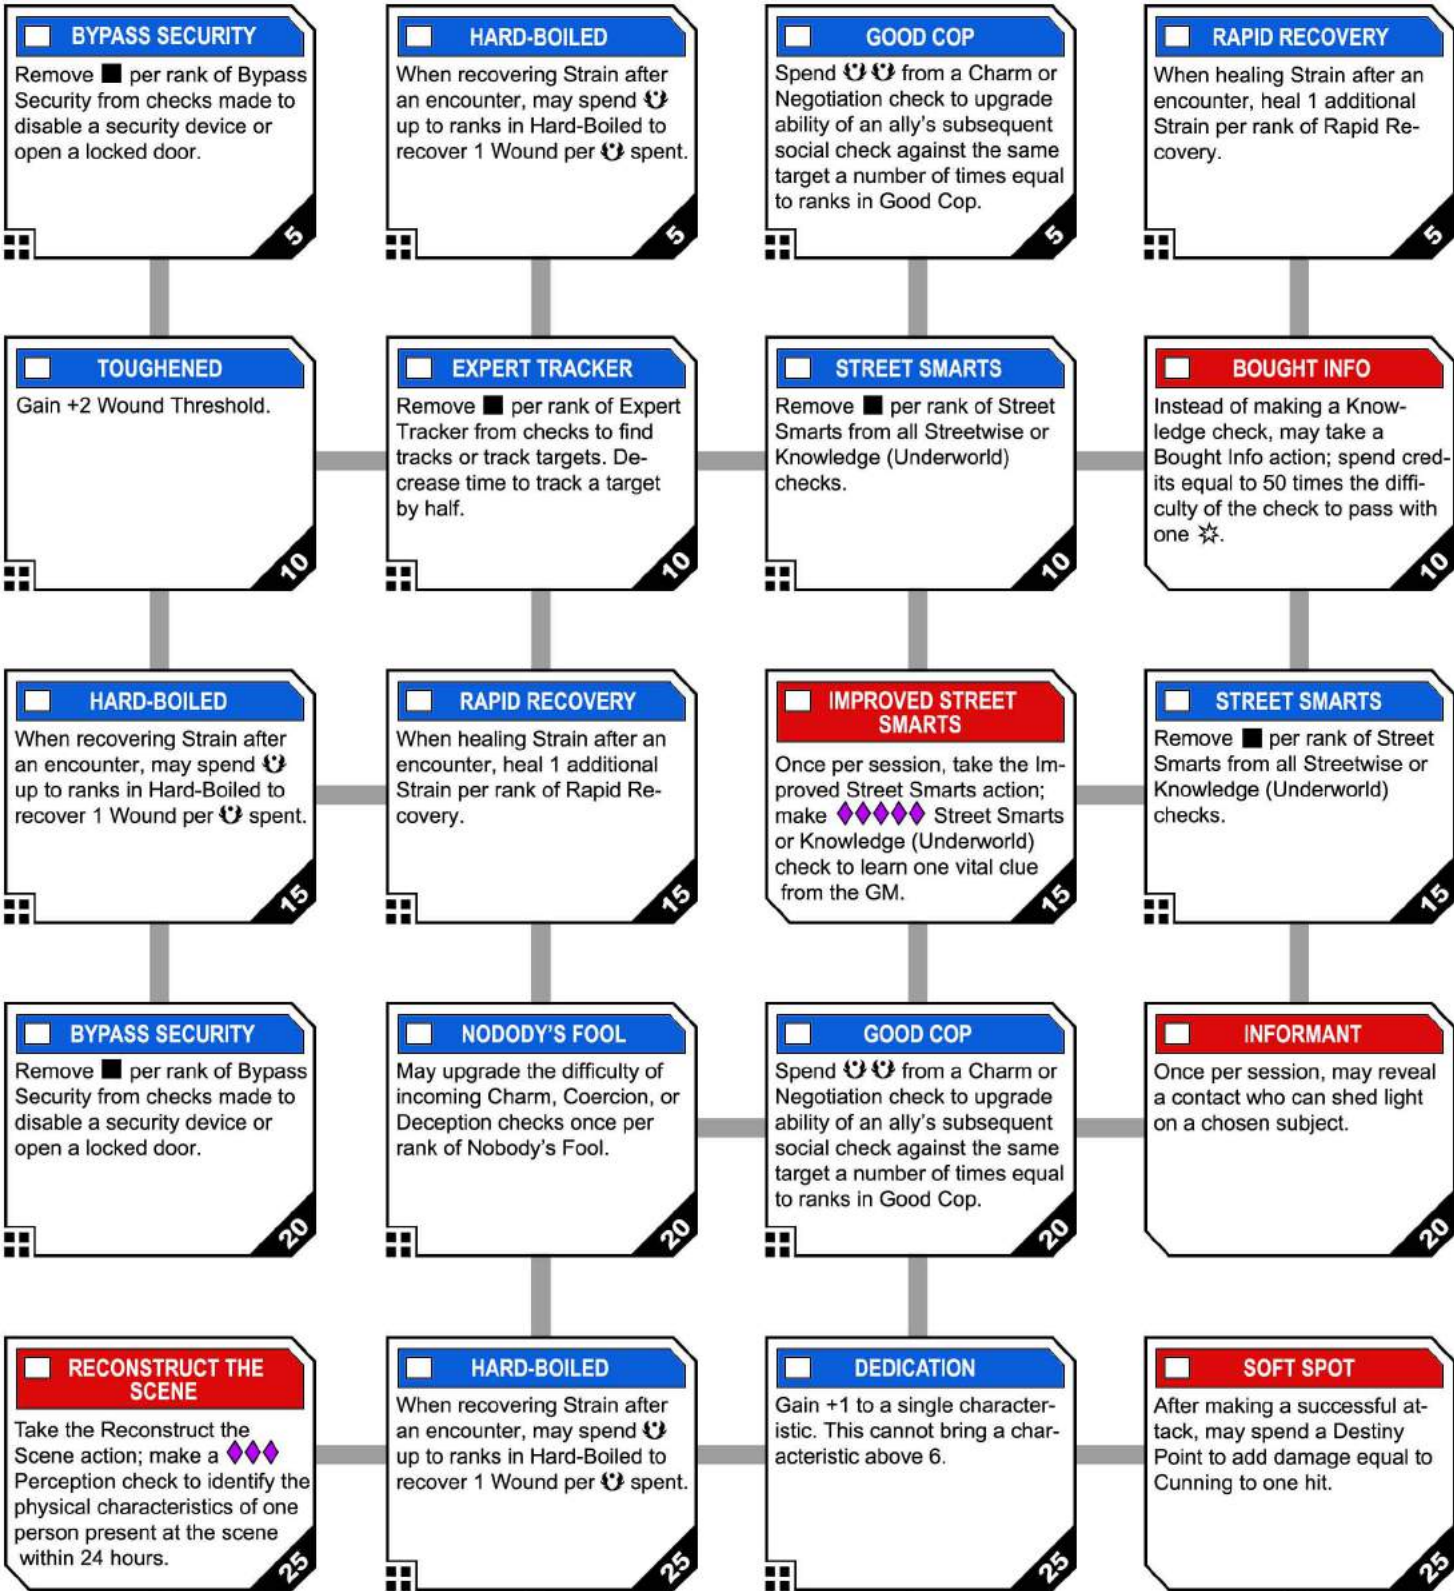 BYPASS SECURITY
Remove ■ per rank of Bypass
Security from checks made to
disable a security device or
open a locked door.
5
HARD-BOILED
When recovering Strain after
an encounter, may spend
up to ranks in Hard-Boiled to
recover 1 Wound per spent.
5
GOOD COP
Spend from a Charm or
Negotiation check to upgrade
ability of an ally's subsequent
social check against the same
target a number of times equal
to ranks in Good Cop.
5
RAPID RECOVERY
When healing Strain after an
encounter, heal 1 additional
Strain per rank of Rapid Re-
covery.
5
TOUGHENED
Gain +2 Wound Threshold.
10
EXPERT TRACKER
Remove ■ per rank of Expert
Tracker from checks to find
tracks or track targets. De-
crease time to track a target
by half.
10
STREET SMARTS
Remove ■ per rank of Street
Smarts from all Streetwise or
Knowledge (Underworld)
checks.
10
BOUGHT INFO
Instead of making a Know-
ledge check, may take a
Bought Info action; spend cred-
its equal to 50 times the diffi-
culty of the check to pass with
one .
10
HARD-BOILED
When recovering Strain after
an encounter, may spend
up to ranks in Hard-Boiled to
recover 1 Wound per spent.
15
RAPID RECOVERY
When healing Strain after an
encounter, heal 1 additional
Strain per rank of Rapid Re-
covery.
15
IMPROVED STREET
SMARTS
Once per session, take the Im-
proved Street Smarts action;
make ◆◆◆◆◆ Street Smarts
or Knowledge (Underworld)
check to learn one vital clue
from the GM.
15
STREET SMARTS
Remove ■ per rank of Street
Smarts from all Streetwise or
Knowledge (Underworld)
checks.
15
BYPASS SECURITY
Remove ■ per rank of Bypass
Security from checks made to
disable a security device or
open a locked door.
20
NODODY'S FOOL
May upgrade the difficulty of
incoming Charm, Coercion, or
Deception checks once per
rank of Nobody's Fool.
20
GOOD COP
Spend from a Charm or
Negotiation check to upgrade
ability of an ally's subsequent
social check against the same
target a number of times equal
to ranks in Good Cop.
20
INFORMANT
Once per session, may reveal
a contact who can shed light
on a chosen subject.
20
RECONSTRUCT THE
SCENE
Take the Reconstruct the
Scene action; make a ◆◆◆
Perception check to identify the
physical characteristics of one
person present at the scene
within 24 hours.
25
HARD-BOILED
When recovering Strain after
an encounter, may spend
up to ranks in Hard-Boiled to
recover 1 Wound per spent.
25
DEDICATION
Gain +1 to a single character-
istic. This cannot bring a char-
acteristic above 6.
25
SOFT SPOT
After making a successful at-
tack, may spend a Destiny
Point to add damage equal to
Cunning to one hit.
25